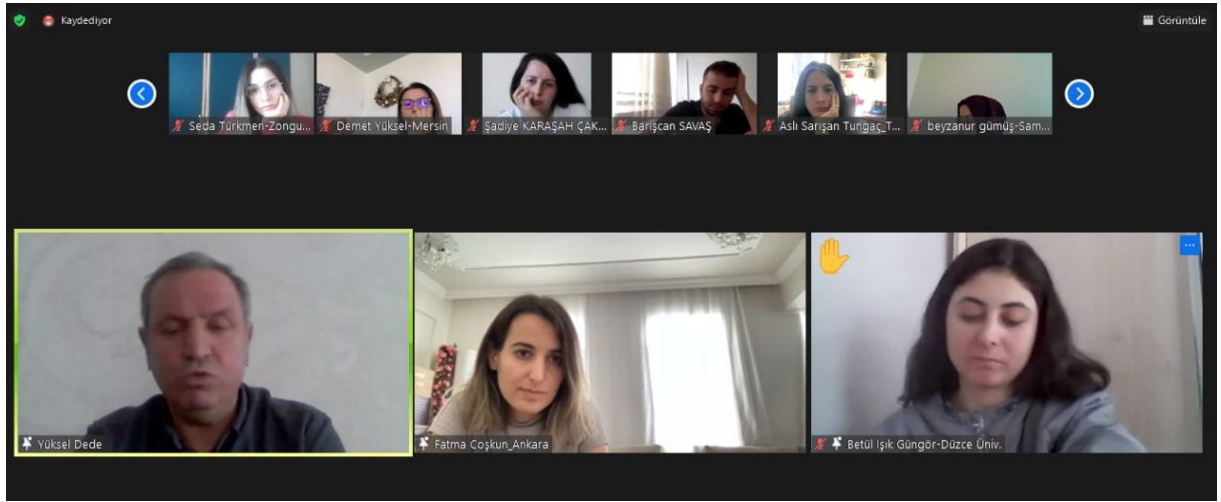 Kaydediyor
Görüntüle
Seda Türkmen-Zongu...
Demet Yüksel-Mersin
Şadiye KARAŞAH ÇAK...
Barışcan SAVAŞ
Aslı Sarışan Tungaç_T...
beyzanur gümüş-Sam...
Yüksel Dede
Fatma Coşkun_Ankara
Betül Işık Güngör-Düzce Üniv.